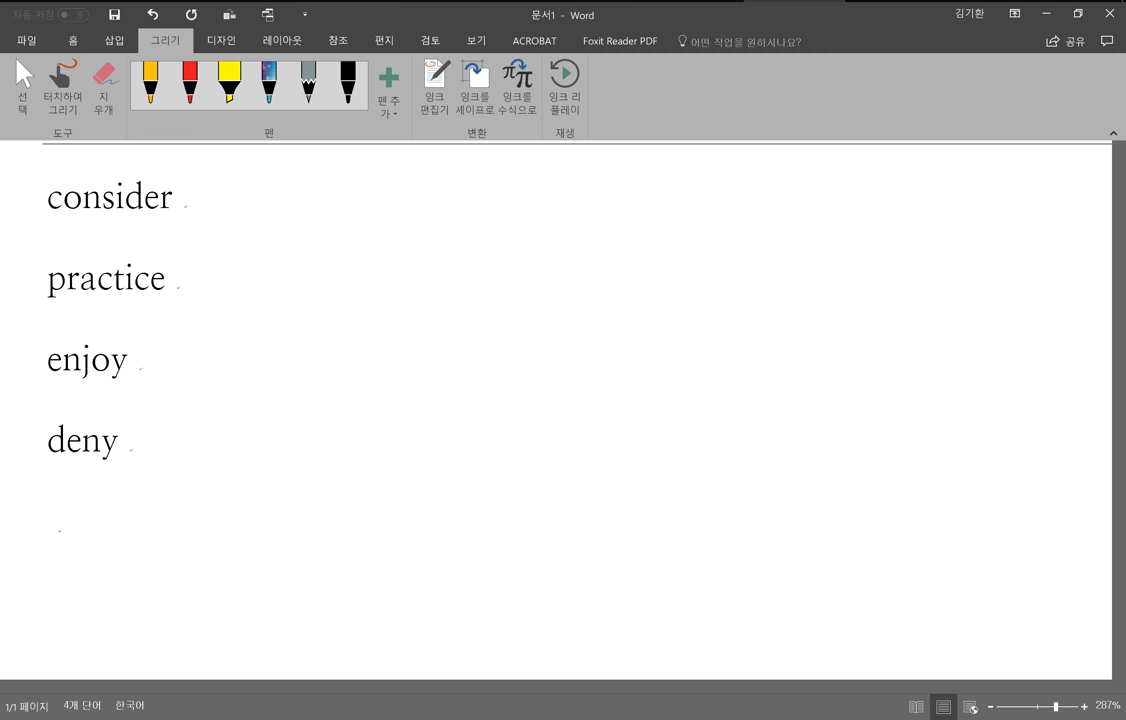 자동 저장 끔
문서1 - Word
김기환
파일 홈 삽입 그리기 디자인 레이아웃 참조 편지 검토 보기 ACROBAT Foxit Reader PDF 어떤 작업을 원하시나요? 공유
선택
터치하여 그리기
지우개
펜 추가
잉크 편집기
잉크를 셰이프로
잉크를 수식으로
잉크 리플레이
도구 펜 변환 재생
consider
practice
enjoy
deny
1/1 페이지 4개 단어 한국어 287%